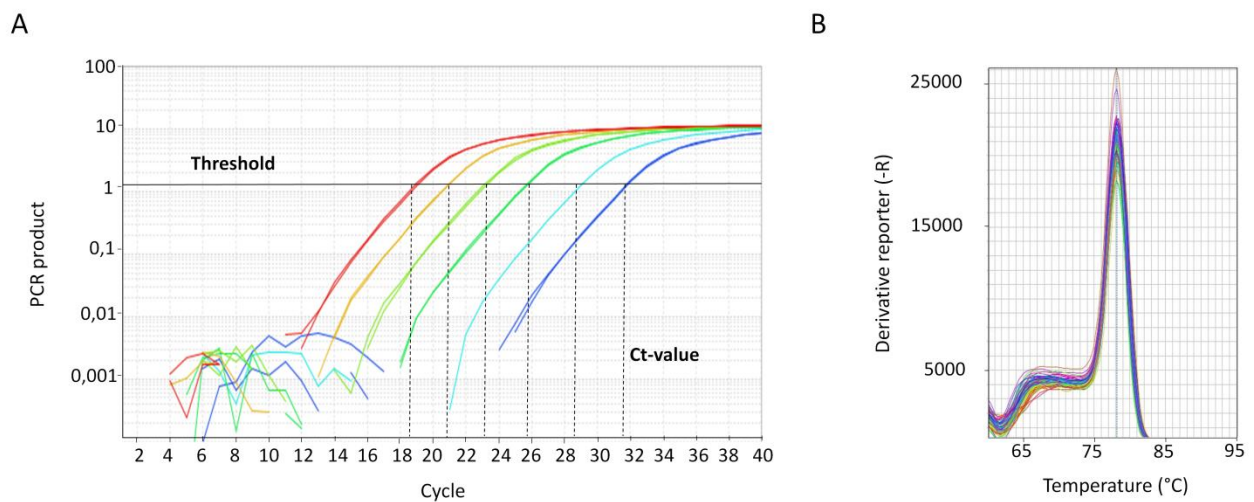 A
B
100
10
1
0,1
0,01
0,001
PCR product
Threshold
Ct-value
2 4 6 8 10 12 14 16 18 20 22 24 26 28 30 32 34 36 38 40
Cycle
25000
15000
5000
Derivative reporter (-R)
65 75 85 95
Temperature (°C)